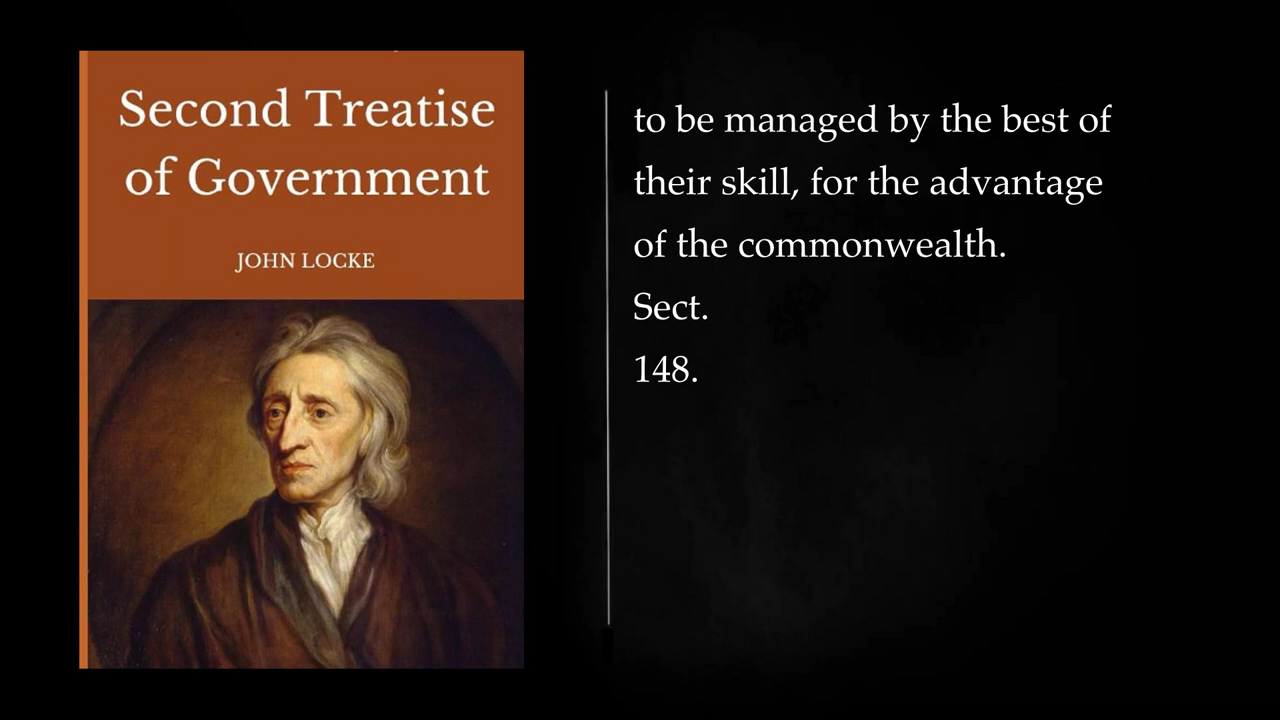 Second Treatise
of Government
JOHN LOCKE
to be managed by the best of
their skill, for the advantage
of the commonwealth.
Sect.
148.